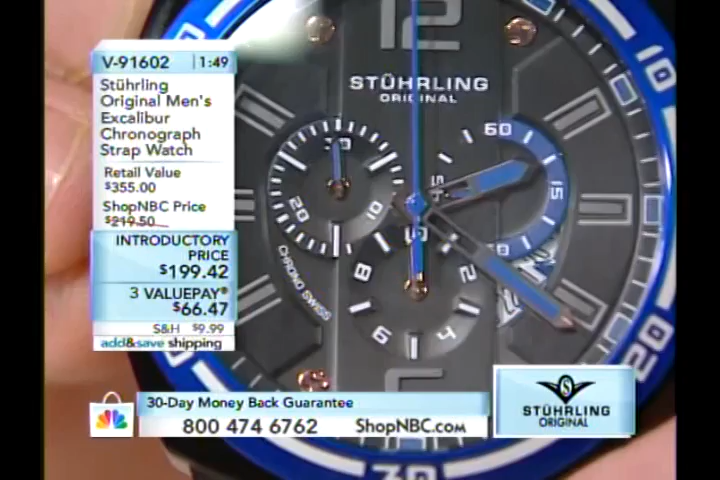 V-91602 1:49
Stührling
Original Men's
Excalibur
Chronograph
Strap Watch
Retail Value
$355.00
ShopNBC Price
$219.50
INTRODUCTORY
PRICE
$199.42
3 VALUEPAY®
$66.47
S&H $9.99
add&save shipping
12
STÜHRLING
ORIGINAL
10
60
30
15
20
10
10
8
2
6
4
CHRONO SWISS
20
30
30-Day Money Back Guarantee
800 474 6762 ShopNBC.com
S
STÜHRLING
ORIGINAL